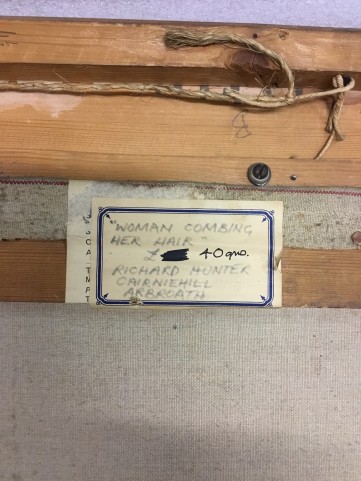 "WOMAN COMBING
HER HAIR"
£ 40 gns.
RICHARD HUNTER
CAIRNIEHILL
ARBROATH